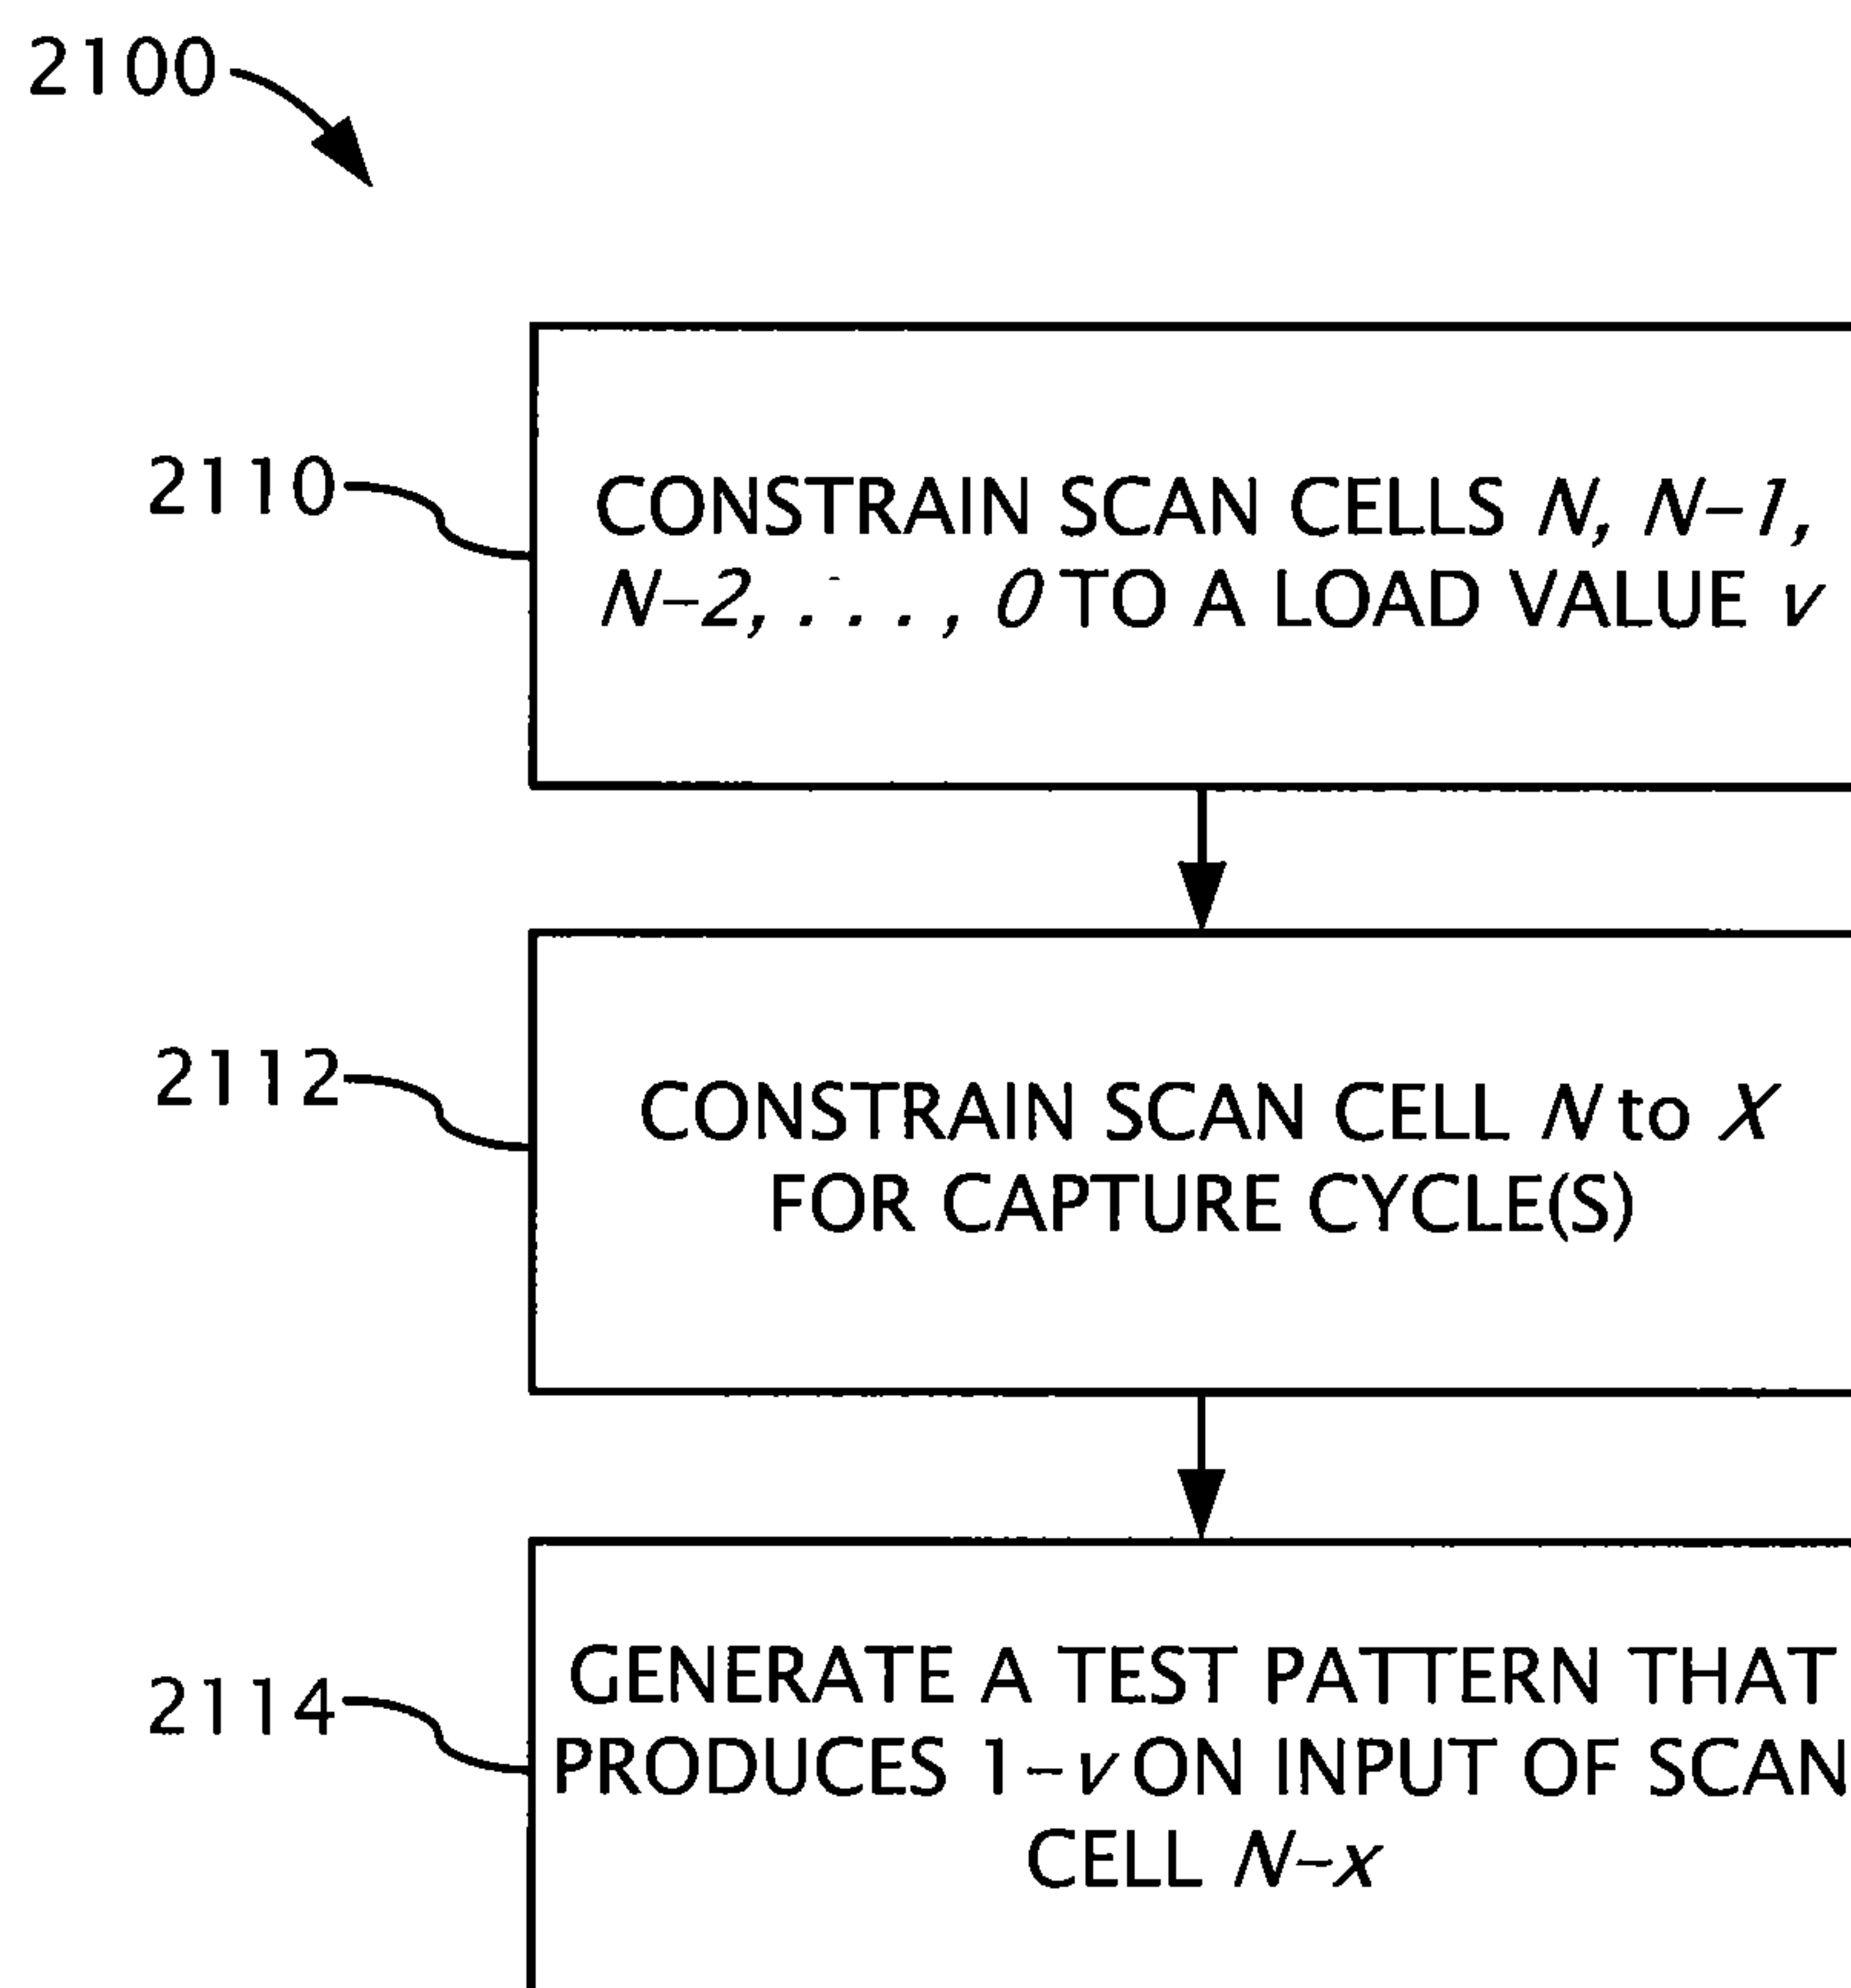 2100
2110
CONSTRAIN SCAN CELLS N, N–1,
N–2, . . . , 0 TO A LOAD VALUE v
2112
CONSTRAIN SCAN CELL N to X
FOR CAPTURE CYCLE(S)
2114
GENERATE A TEST PATTERN THAT
PRODUCES 1–v ON INPUT OF SCAN
CELL N–x